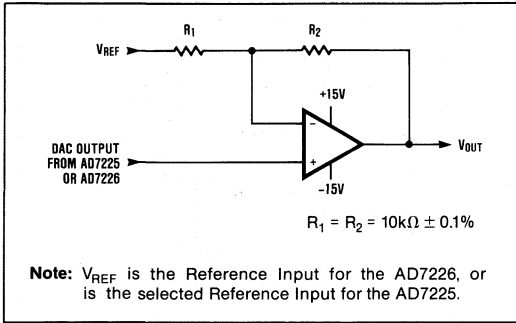 R1
R2
VREF
+15V
−
+
DAC OUTPUT
FROM AD7225
OR AD7226
VOUT
−15V
R1 = R2 = 10kΩ ± 0.1%
Note: VREF is the Reference Input for the AD7226, or
is the selected Reference Input for the AD7225.